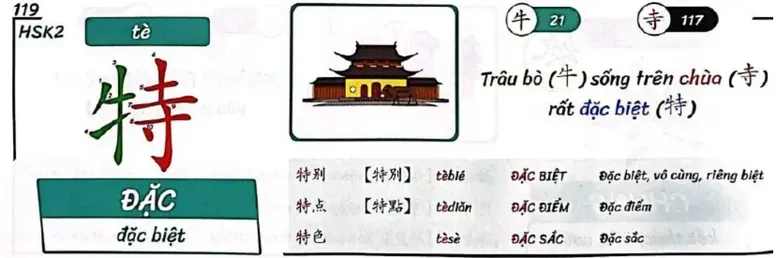 119
HSK2
tè
特
ĐẶC
đặc biệt
牛 21
寺 117
Trâu bò (牛) sống trên chùa (寺)
rất đặc biệt (特)
特别 【特別】 tèbié ĐẶC BIỆT Đặc biệt, vô cùng, riêng biệt
特点 【特點】 tèdiǎn ĐẶC ĐIỂM Đặc điểm
特色 tèsè ĐẶC SẮC Đặc sắc